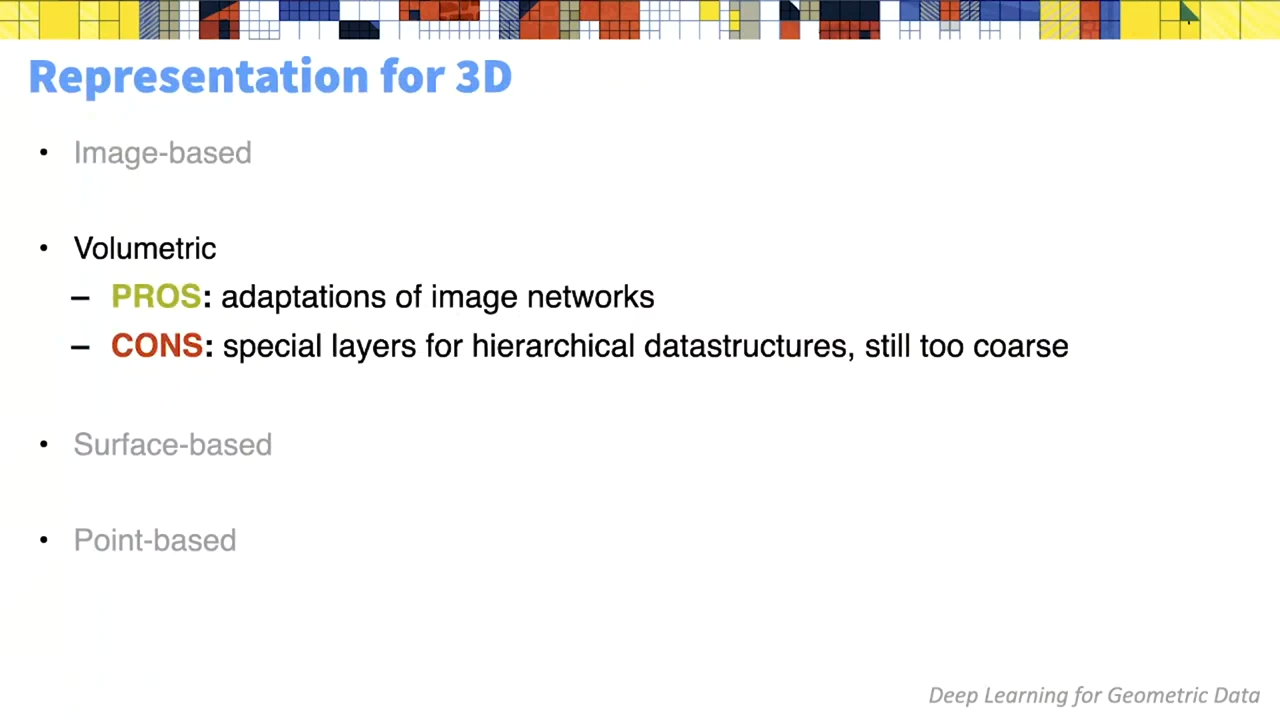 Representation for 3D
• Image-based
• Volumetric
– PROS: adaptations of image networks
– CONS: special layers for hierarchical datastructures, still too coarse
• Surface-based
• Point-based
Deep Learning for Geometric Data